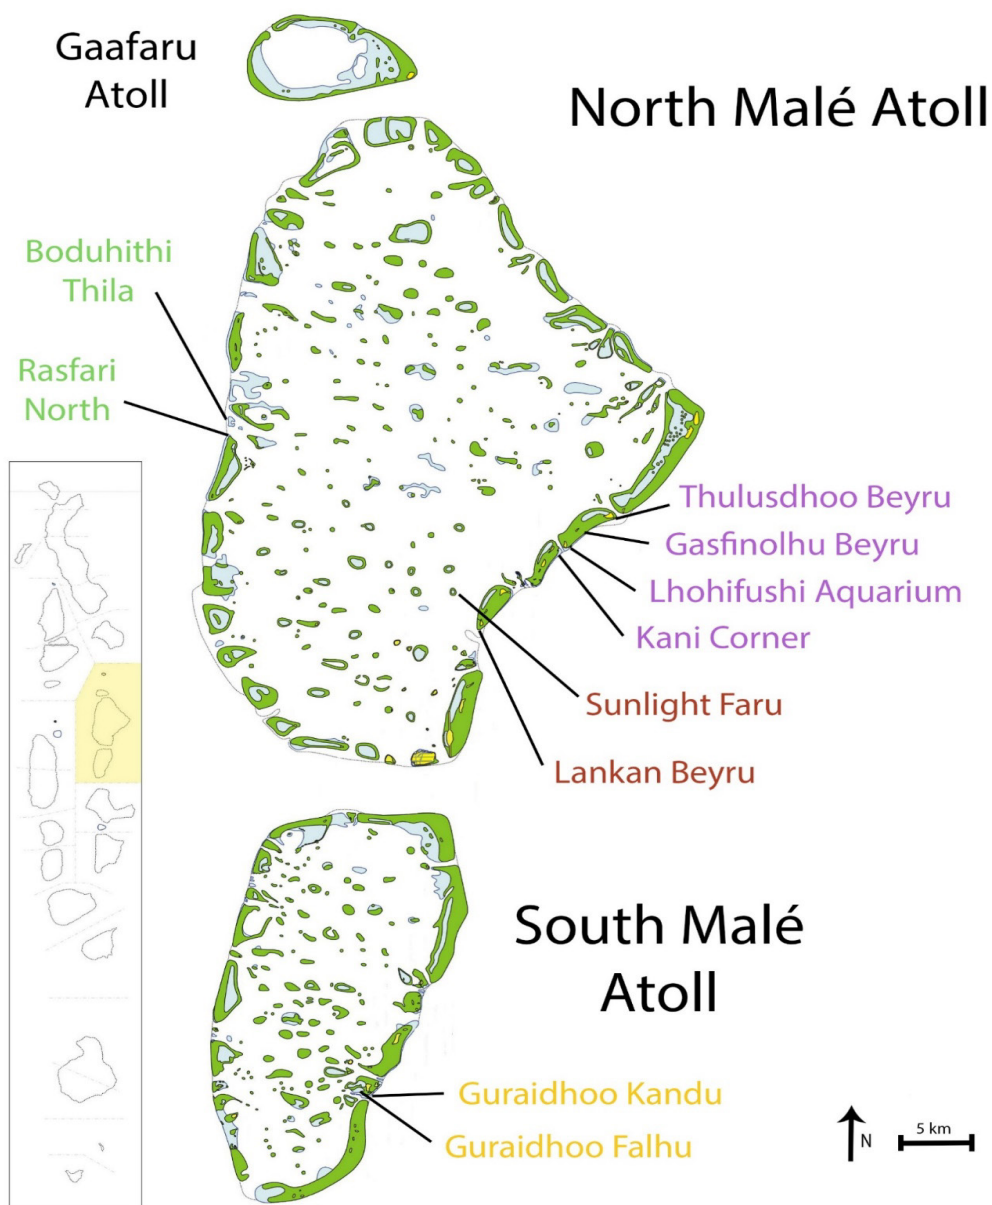 Gaafaru
Atoll
North Malé Atoll
Boduhithi
Thila
Rasfari
North
Thulusdhoo Beyru
Gasfinolhu Beyru
Lhohifushi Aquarium
Kani Corner
Sunlight Faru
Lankan Beyru
South Malé
Atoll
Guraidhoo Kandu
Guraidhoo Falhu
N
5 km